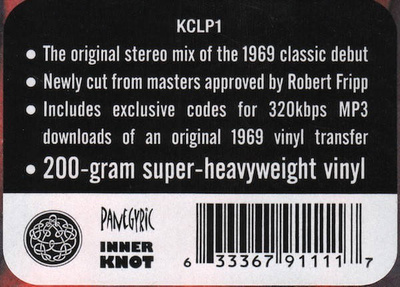 KCLP1
• The original stereo mix of the 1969 classic debut
• Newly cut from masters approved by Robert Fripp
• Includes exclusive codes for 320kbps MP3
downloads of an original 1969 vinyl transfer
• 200-gram super-heavyweight vinyl
PANEGYRIC
INNER
KNOT
6 33367 91111 7